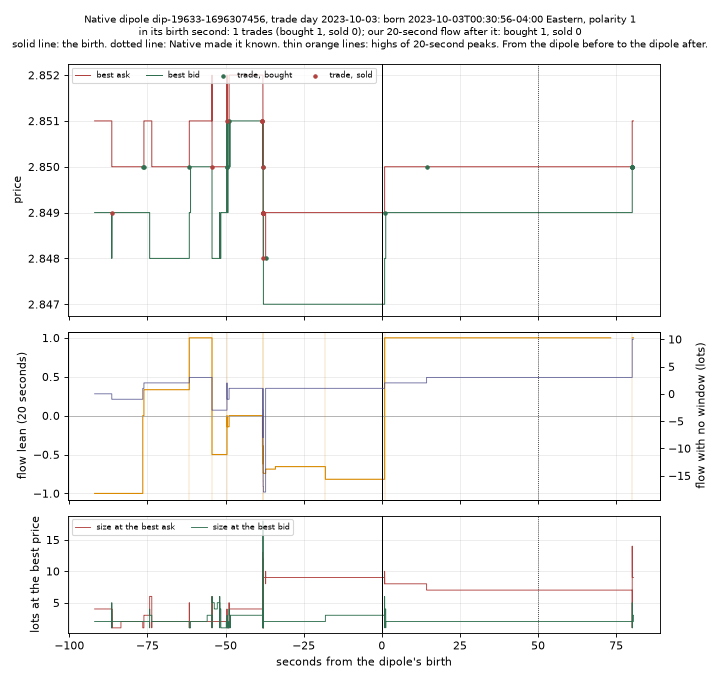 Native dipole dip-19633-1696307456, trade day 2023-10-03: born 2023-10-03T00:30:56-04:00 Eastern, polarity 1
in its birth second: 1 trades (bought 1, sold 0); our 20-second flow after it: bought 1, sold 0
solid line: the birth. dotted line: Native made it known. thin orange lines: highs of 20-second peaks. From the dipole before to the dipole after.
best ask
best bid
trade, bought
trade, sold
2.852
2.851
2.850
2.849
2.848
2.847
price
1.0
0.5
0.0
−0.5
−1.0
flow lean (20 seconds)
10
5
0
−5
−10
−15
flow with no window (lots)
size at the best ask
size at the best bid
15
10
5
lots at the best price
−100
−75
−50
−25
0
25
50
75
seconds from the dipole's birth